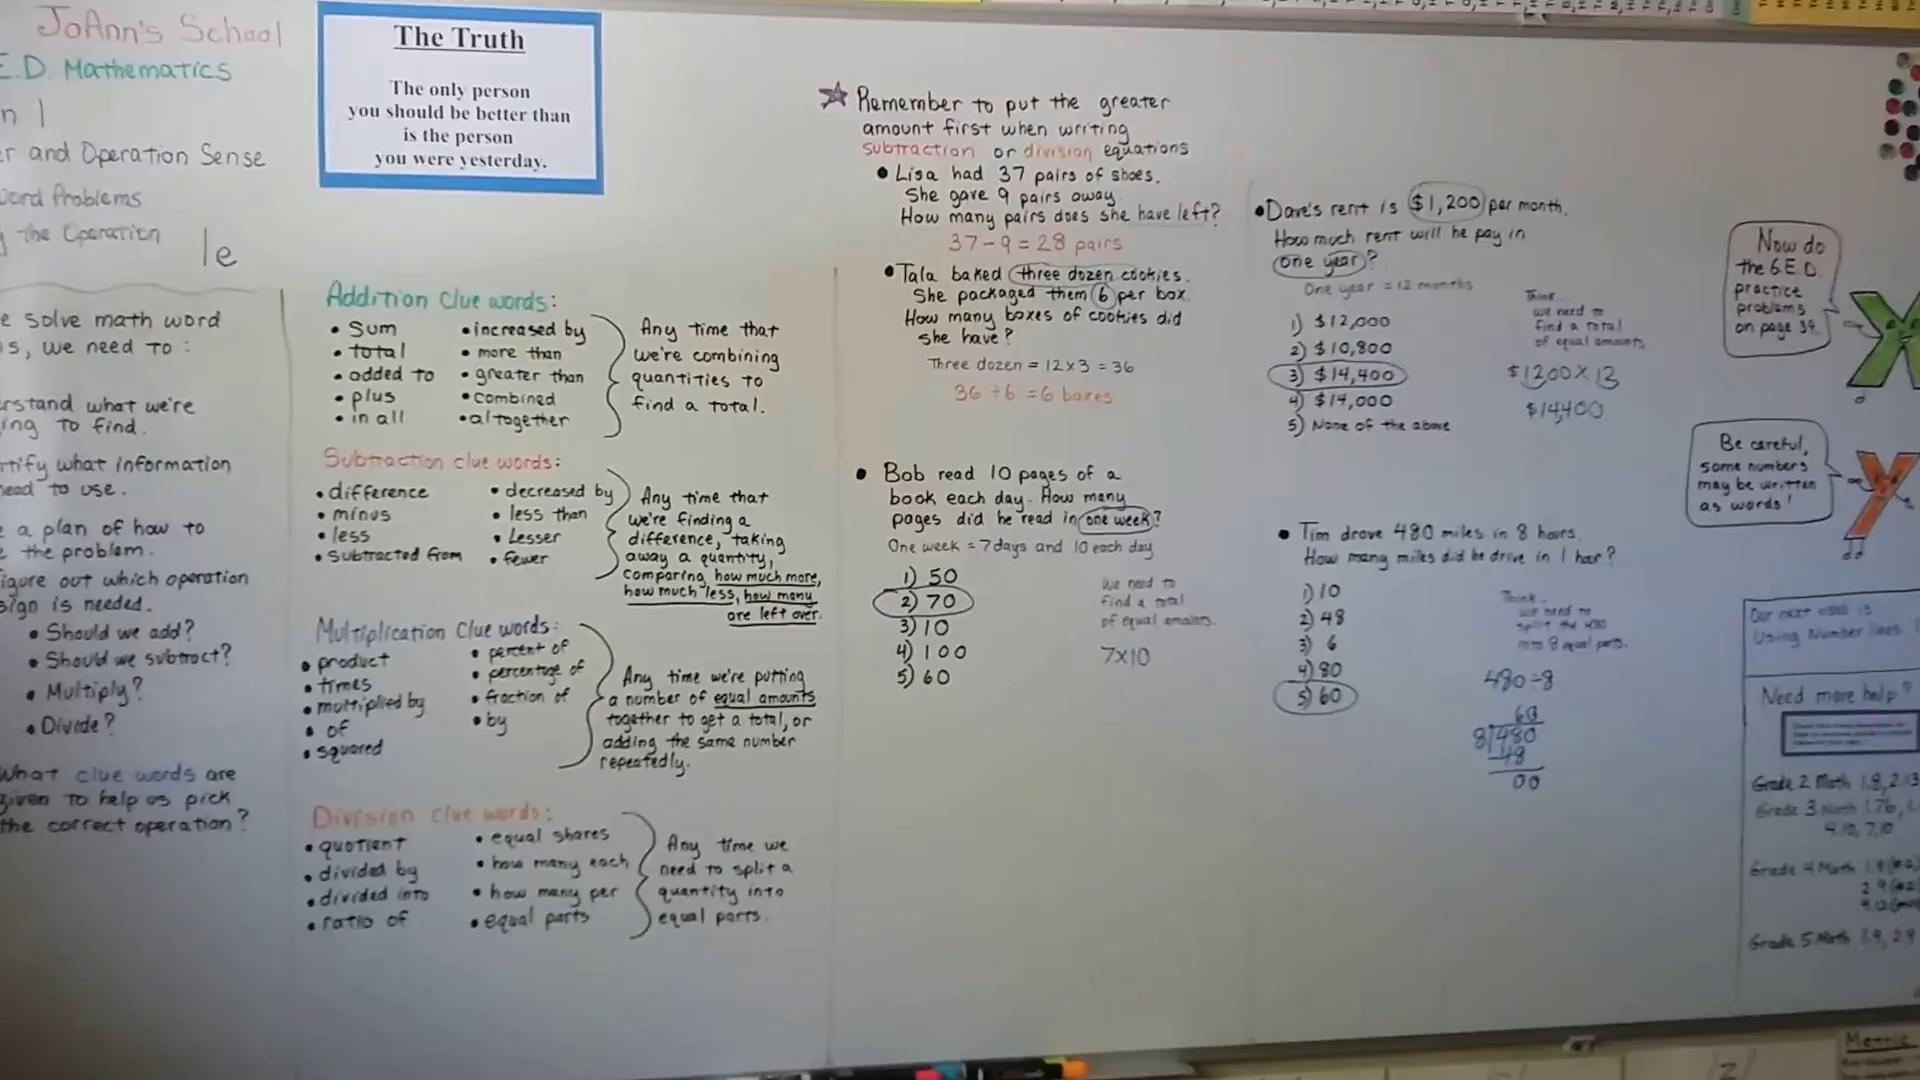 JoAnn's School
E.D. Mathematics
n 1
er and Operation Sense
Word Problems
g the Operation
1e
e solve math word
s, we need to:
erstand what we're
ing to find.
ntify what information
need to use.
e a plan of how to
e the problem.
igure out which operation
sign is needed.
• Should we add?
• Should we subtract?
• Multiply?
• Divide?
What clue words are
given to help us pick
the correct operation?
The Truth
The only person
you should be better than
is the person
you were yesterday.
Addition clue words:
• sum
• total
• added to
• plus
• in all
• increased by
• more than
• greater than
• combined
• altogether
Any time that
we're combining
quantities to
find a total.
Subtraction clue words:
• difference
• minus
• less
• subtracted from
• decreased by
• less than
• Lesser
• fewer
Any time that
we're finding a
difference, taking
away a quantity,
comparing how much more,
how much less, how many
are left over.
Multiplication clue words:
• product
• times
• multiplied by
• of
• squared
• percent of
• percentage of
• fraction of
• by
Any time we're putting
a number of equal amounts
together to get a total, or
adding the same number
repeatedly.
Division clue words:
• quotient
• divided by
• divided into
• ratio of
• equal shares
• how many each
• how many per
• equal parts
Any time we
need to split a
quantity into
equal parts.
Remember to put the greater
amount first when writing
subtraction or division equations
• Lisa had 37 pairs of shoes.
She gave 9 pairs away.
How many pairs does she have left?
37-9 = 28 pairs
• Tala baked three dozen cookies.
She packaged them 6 per box.
How many boxes of cookies did
she have?
Three dozen = 12 x 3 = 36
36 ÷ 6 = 6 boxes
• Bob read 10 pages of a
book each day. How many
pages did he read in one week?
One week = 7 days and 10 each day
1) 50
2) 70
3) 10
4) 100
5) 60
We need to
find a total
of equal amounts.
7x10
• Dave's rent is $1,200 per month.
How much rent will he pay in
one year?
One year = 12 months
1) $12,000
2) $10,800
3) $14,400
4) $14,000
5) None of the above
Think...
we need to
find a total
of equal amounts
$1200 x 12
$14,400
• Tim drove 480 miles in 8 hours.
How many miles did he drive in 1 hour?
1) 10
2) 48
3) 6
4) 80
5) 60
Think...
we need to
split the 480
into 8 equal parts.
480÷8
60
8)480
-48
00
Now do
the G.E.D.
practice
problems
on page 39.
Be careful,
some numbers
may be written
as words!
Our next video is
Using Number lines
Need more help?
Grade 2 Math 1.8, 2.13
Grade 3 Math 1.7b,
4.10, 7.10
Grade 4 Math
Grade 5 Math 1.9, 2.9
Metric